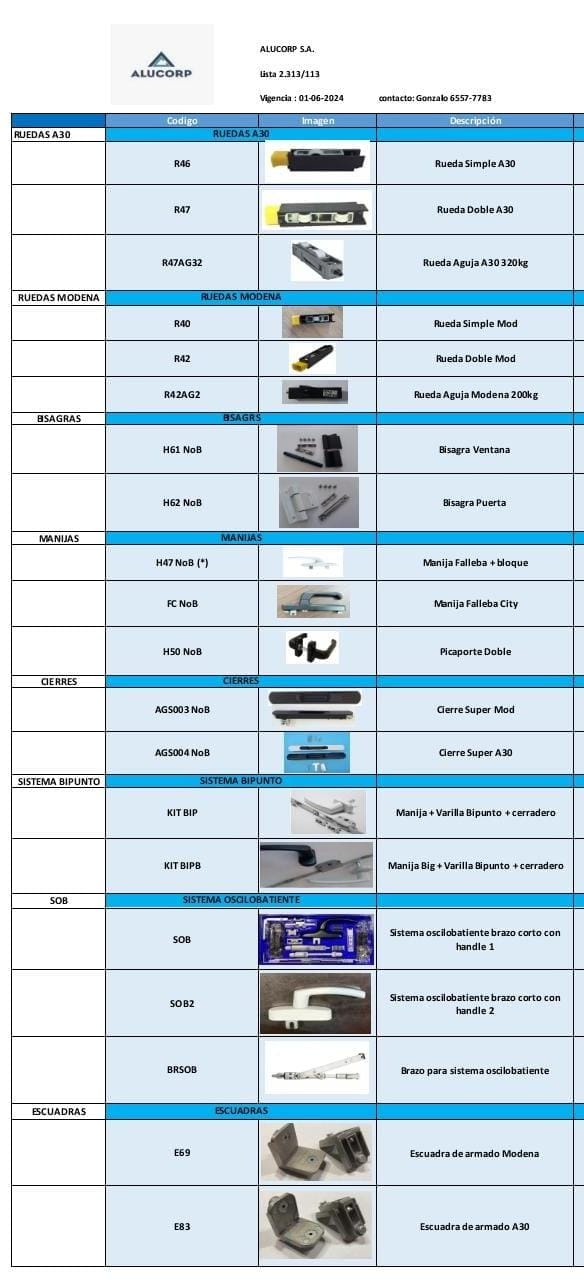 ALUCORP
ALUCORP S.A.
Lista 2.313/113
Vigencia : 01-06-2024 contacto: Gonzalo 6557-7783
Codigo Imagen Descripción
RUEDAS A30 RUEDAS A30
R46 Rueda Simple A30
R47 Rueda Doble A30
R47AG32 Rueda Aguja A30 320kg
RUEDAS MODENA RUEDAS MODENA
R40 Rueda Simple Mod
R42 Rueda Doble Mod
R42AG2 Rueda Aguja Modena 200kg
BISAGRAS BISAGRS
H61 NoB Bisagra Ventana
H62 NoB Bisagra Puerta
MANIJAS MANIJAS
H47 NoB (*) Manija Falleba + bloque
FC NoB Manija Falleba City
H50 NoB Picaporte Doble
CIERRES CIERRES
AGS003 NoB Cierre Super Mod
AGS004 NoB Cierre Super A30
SISTEMA BIPUNTO SISTEMA BIPUNTO
KIT BIP Manija + Varilla Bipunto + cerradero
KIT BIPB Manija Big + Varilla Bipunto + cerradero
SOB SISTEMA OSCILOBATIENTE
SOB Sistema oscilobatiente brazo corto con
handle 1
SOB2 Sistema oscilobatiente brazo corto con
handle 2
BRSOB Brazo para sistema oscilobatiente
ESCUADRAS ESCUADRAS
E69 Escuadra de armado Modena
E83 Escuadra de armado A30